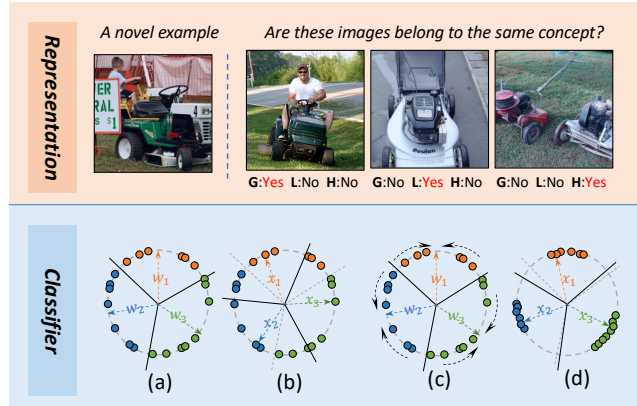 Representation
A novel example
Are these images belong to the same concept?
ER
RAL
S $1
Poulan
G:Yes L:No H:No
G:No L:Yes H:No
G:No L:No H:Yes
Classifier
w1
w2
w3
(a)
x1
x2
x3
(b)
w1
w2
w3
(c)
x1
x2
x3
(d)